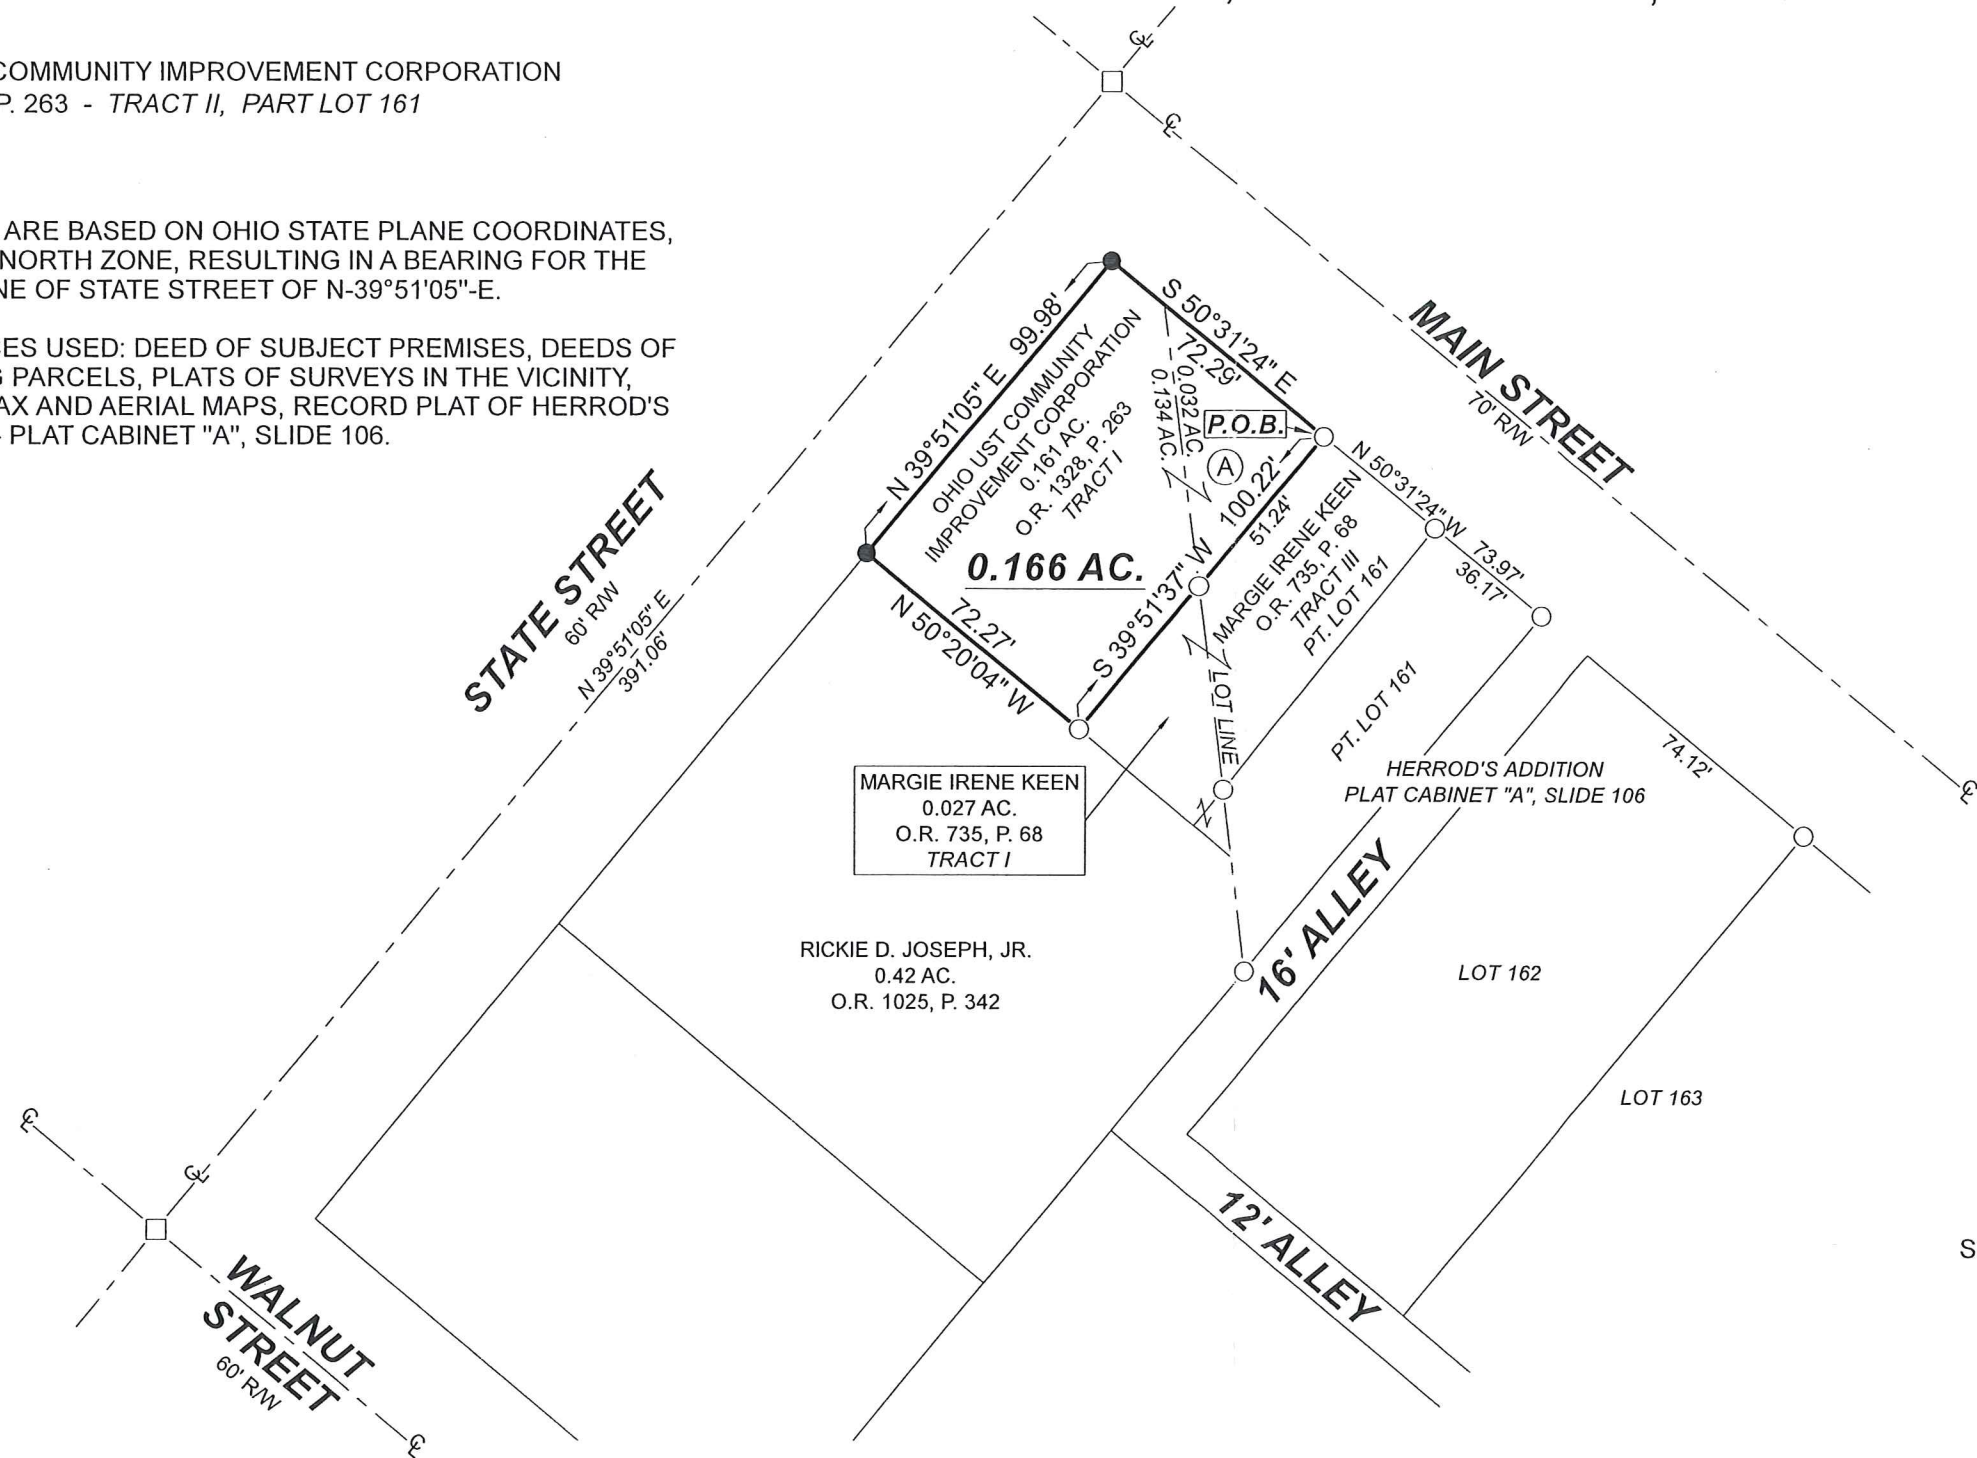 COMMUNITY IMPROVEMENT CORPORATION
P. 263 - TRACT II, PART LOT 161
ARE BASED ON OHIO STATE PLANE COORDINATES,
NORTH ZONE, RESULTING IN A BEARING FOR THE
NE OF STATE STREET OF N-39°51'05"-E.
ES USED: DEED OF SUBJECT PREMISES, DEEDS OF
G PARCELS, PLATS OF SURVEYS IN THE VICINITY,
AX AND AERIAL MAPS, RECORD PLAT OF HERROD'S
- PLAT CABINET "A", SLIDE 106.
℄
℄
MAIN STREET
70' R/W
℄
STATE STREET
60' R/W
N 39°51'05" E
391.06'
N 39°51'05" E 99.98'
S 50°31'24" E
72.29'
OHIO UST COMMUNITY
IMPROVEMENT CORPORATION
0.161 AC.
O.R. 1328, P. 263
TRACT I
0.032 AC.
0.134 AC.
P.O.B.
A
0.166 AC.
100.22'
S 39°51'37" W
51.24'
N 50°20'04" W
72.27'
N 50°31'24" W 73.97'
36.17'
MARGIE IRENE KEEN
O.R. 735, P. 68
TRACT III
PT. LOT 161
LOT LINE
PT. LOT 161
MARGIE IRENE KEEN
0.027 AC.
O.R. 735, P. 68
TRACT I
HERROD'S ADDITION
PLAT CABINET "A", SLIDE 106
74.12'
RICKIE D. JOSEPH, JR.
0.42 AC.
O.R. 1025, P. 342
16' ALLEY
LOT 162
LOT 163
12' ALLEY
℄
℄
WALNUT
STREET
60' R/W
℄
S